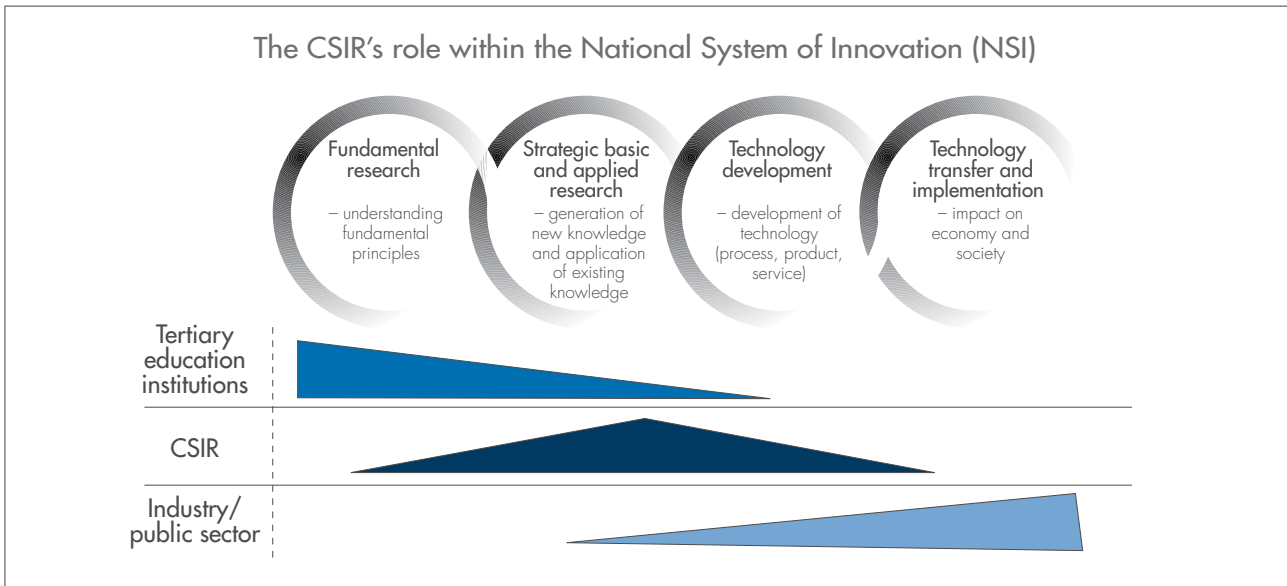 The CSIR’s role within the National System of Innovation (NSI)
Fundamental
research
– understanding
fundamental
principles
Strategic basic
and applied
research
– generation of
new knowledge
and application
of existing
knowledge
Technology
development
– development of
technology
(process, product,
service)
Technology
transfer and
implementation
– impact on
economy and
society
Tertiary
education
institutions
CSIR
Industry/
public sector